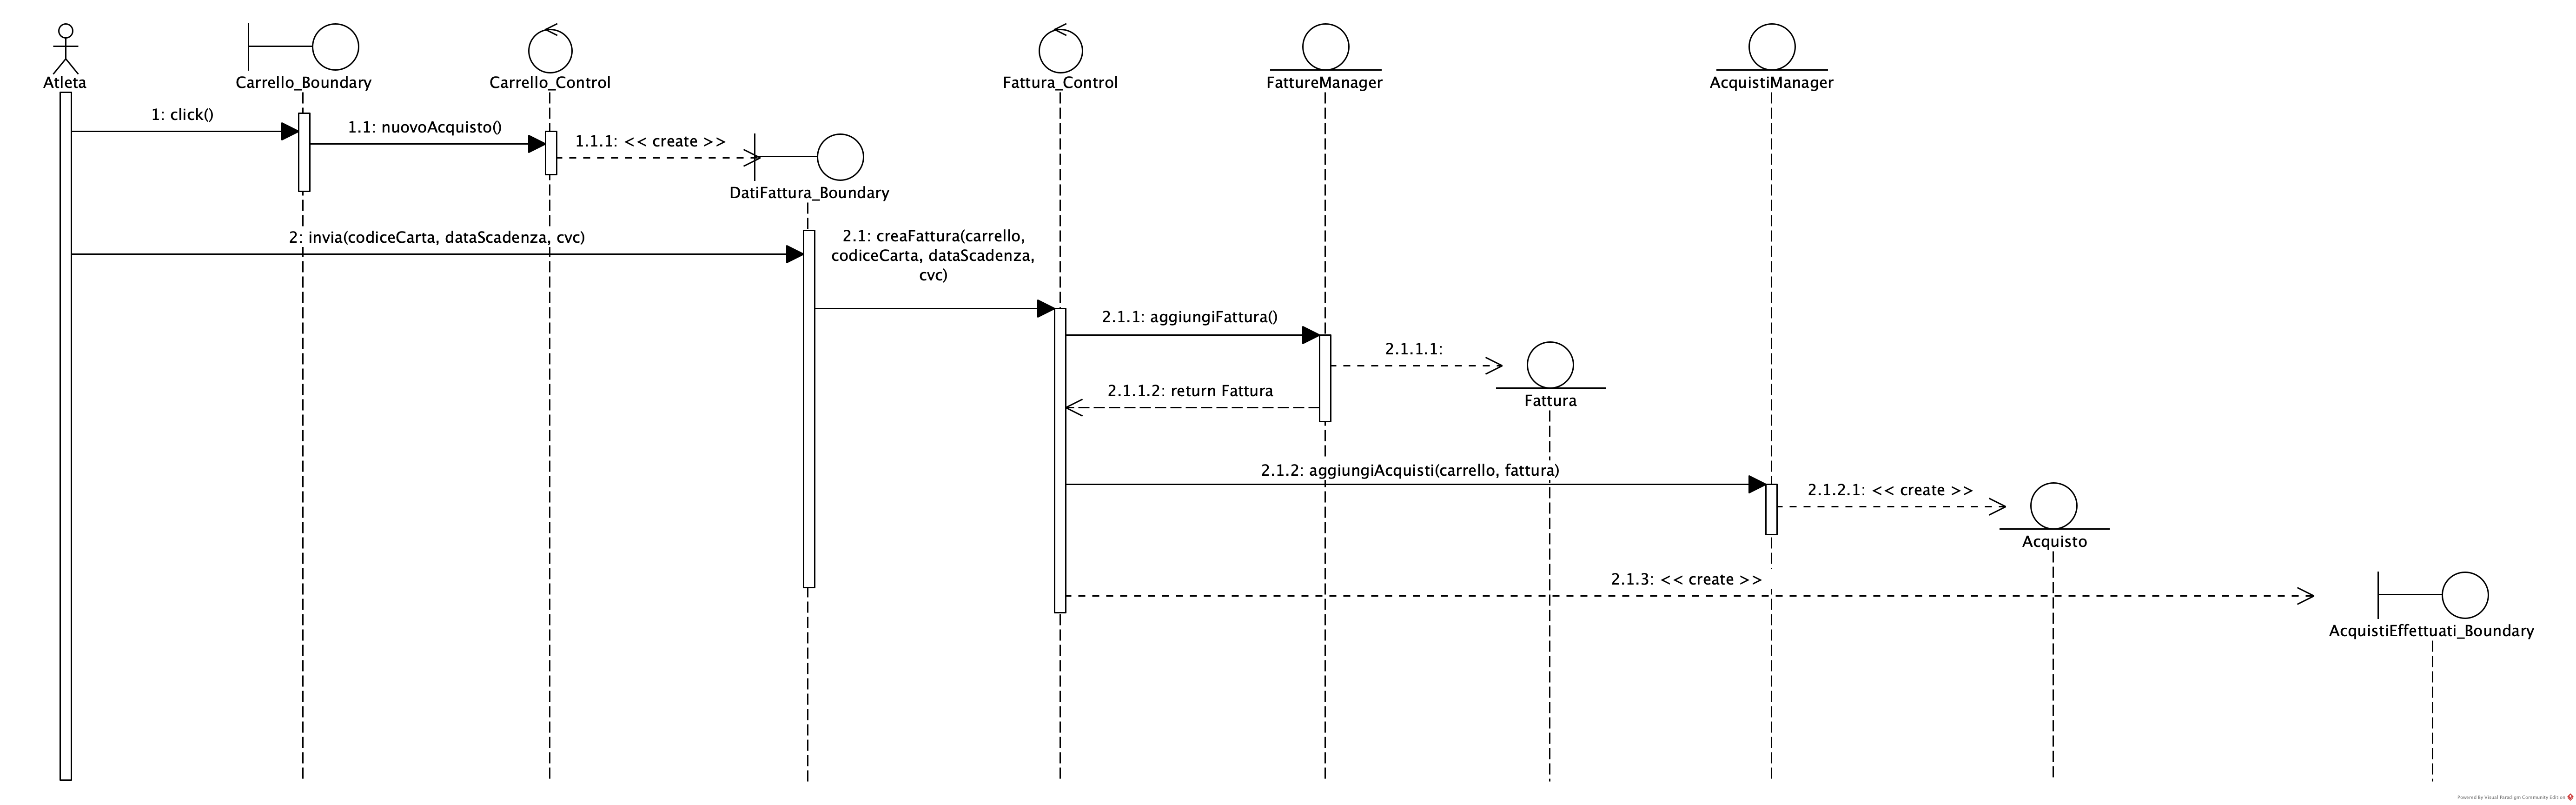 Atleta
Carrello_Boundary
Carrello_Control
Fattura_Control
FattureManager
AcquistiManager
1: click()
1.1: nuovoAcquisto()
1.1.1: << create >>
DatiFattura_Boundary
2: invia(codiceCarta, dataScadenza, cvc)
2.1: creaFattura(carrello,
codiceCarta, dataScadenza,
cvc)
2.1.1: aggiungiFattura()
2.1.1.1:
2.1.1.2: return Fattura
Fattura
2.1.2: aggiungiAcquisti(carrello, fattura)
2.1.2.1: << create >>
Acquisto
2.1.3: << create >>
AcquistiEffettuati_Boundary
Powered By Visual Paradigm Community Edition